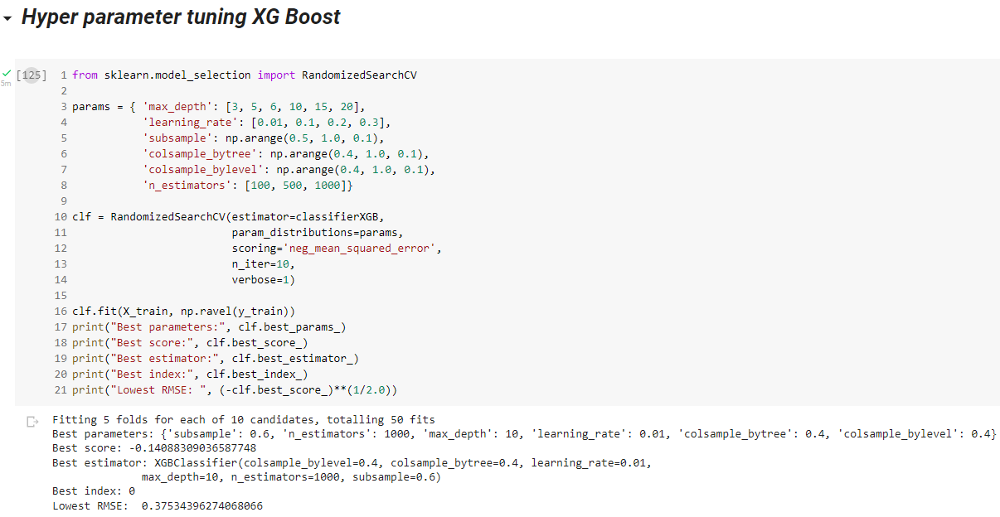 Hyper parameter tuning XG Boost
[125]
5m
1 from sklearn.model_selection import RandomizedSearchCV
2
3 params = { 'max_depth': [3, 5, 6, 10, 15, 20],
4            'learning_rate': [0.01, 0.1, 0.2, 0.3],
5            'subsample': np.arange(0.5, 1.0, 0.1),
6            'colsample_bytree': np.arange(0.4, 1.0, 0.1),
7            'colsample_bylevel': np.arange(0.4, 1.0, 0.1),
8            'n_estimators': [100, 500, 1000]}
9
10 clf = RandomizedSearchCV(estimator=classifierXGB,
11                          param_distributions=params,
12                          scoring='neg_mean_squared_error',
13                          n_iter=10,
14                          verbose=1)
15
16 clf.fit(X_train, np.ravel(y_train))
17 print("Best parameters:", clf.best_params_)
18 print("Best score:", clf.best_score_)
19 print("Best estimator:", clf.best_estimator_)
20 print("Best index:", clf.best_index_)
21 print("Lowest RMSE: ", (-clf.best_score_)**(1/2.0))
Fitting 5 folds for each of 10 candidates, totalling 50 fits
Best parameters: {'subsample': 0.6, 'n_estimators': 1000, 'max_depth': 10, 'learning_rate': 0.01, 'colsample_bytree': 0.4, 'colsample_bylevel': 0.4}
Best score: -0.14088309036587748
Best estimator: XGBClassifier(colsample_bylevel=0.4, colsample_bytree=0.4, learning_rate=0.01,
              max_depth=10, n_estimators=1000, subsample=0.6)
Best index: 0
Lowest RMSE:  0.37534396274068066